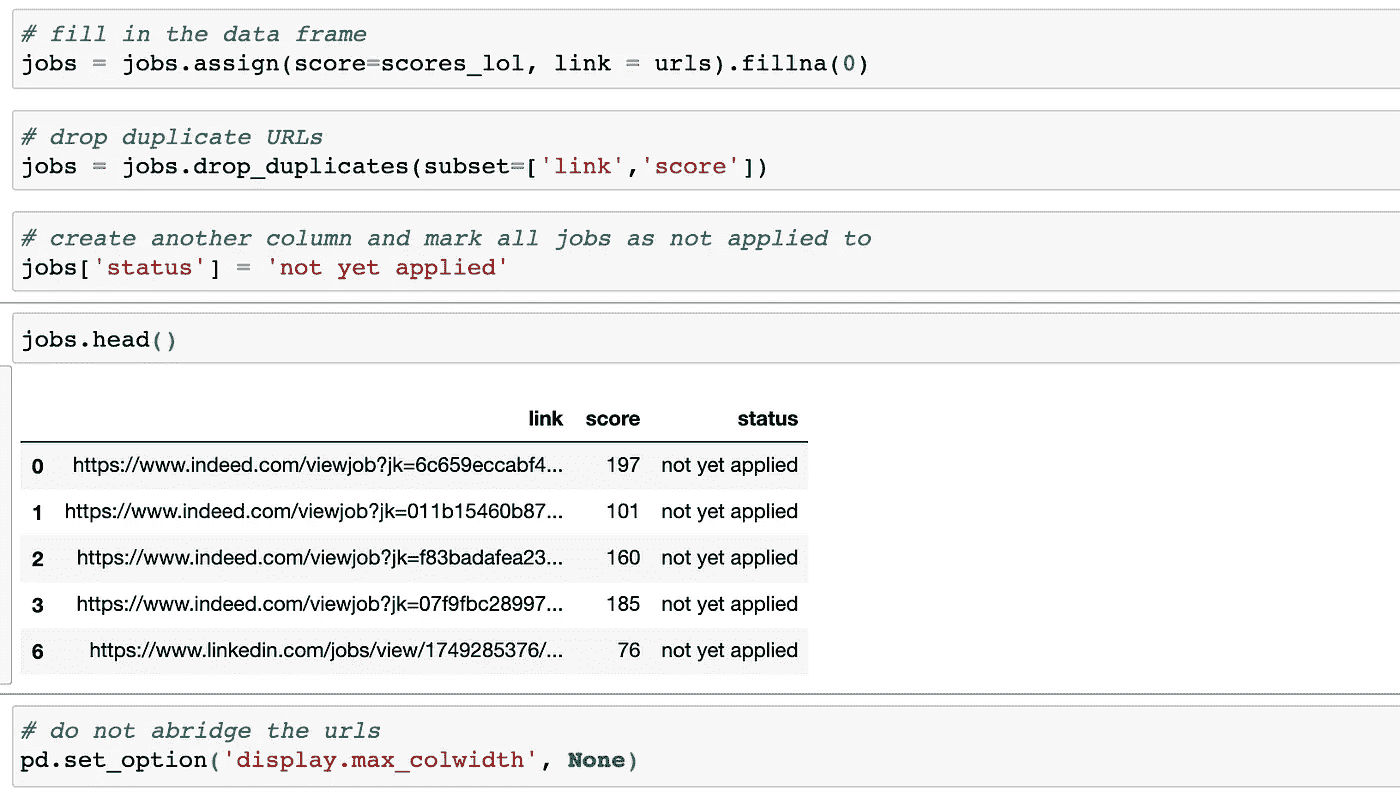 # fill in the data frame
jobs = jobs.assign(score=scores_lol, link = urls).fillna(0)
# drop duplicate URLs
jobs = jobs.drop_duplicates(subset=['link','score'])
# create another column and mark all jobs as not applied to
jobs['status'] = 'not yet applied'
jobs.head()
link score status
0 https://www.indeed.com/viewjob?jk=6c659eccabf4... 197 not yet applied
1 https://www.indeed.com/viewjob?jk=011b15460b87... 101 not yet applied
2 https://www.indeed.com/viewjob?jk=f83badafea23... 160 not yet applied
3 https://www.indeed.com/viewjob?jk=07f9fbc28997... 185 not yet applied
6 https://www.linkedin.com/jobs/view/1749285376/... 76 not yet applied
# do not abridge the urls
pd.set_option('display.max_colwidth', None)